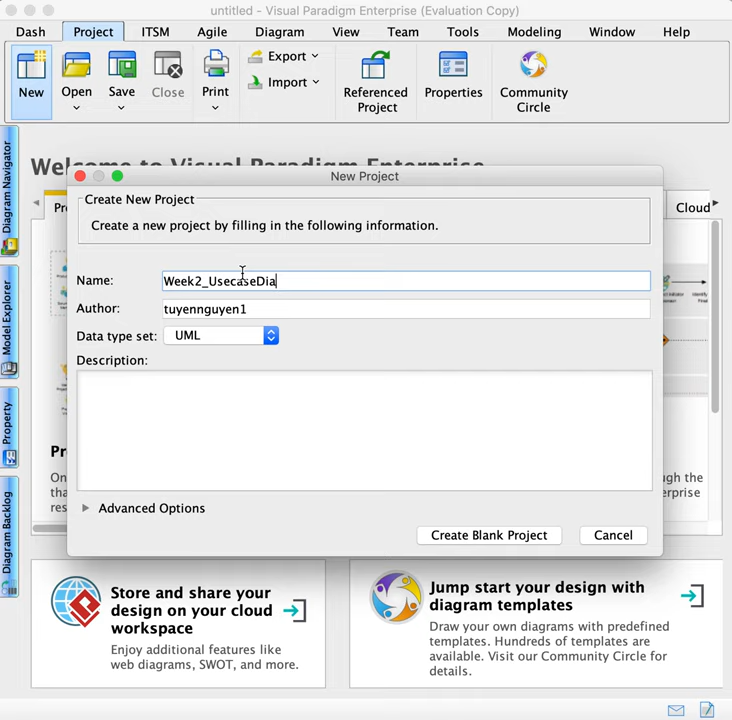 untitled - Visual Paradigm Enterprise (Evaluation Copy)
Dash Project ITSM Agile Diagram View Team Tools Modeling Window Help
New Open Save Close Print Export Import Referenced Project Properties Community Circle
Diagram Navigator
Model Explorer
Property
Diagram Backlog
Welcome to Visual Paradigm Enterprise
Cloud
New Project
Create New Project
Create a new project by filling in the following information.
Name: Week2_UsecaseDia
Author: tuyennguyen1
Data type set: UML
Description:
Advanced Options
Create Blank Project Cancel
Store and share your
design on your cloud
workspace
Enjoy additional features like
web diagrams, SWOT, and more.
Jump start your design with
diagram templates
Draw your own diagrams with predefined
templates. Hundreds of templates are
available. Visit our Community Circle for
details.